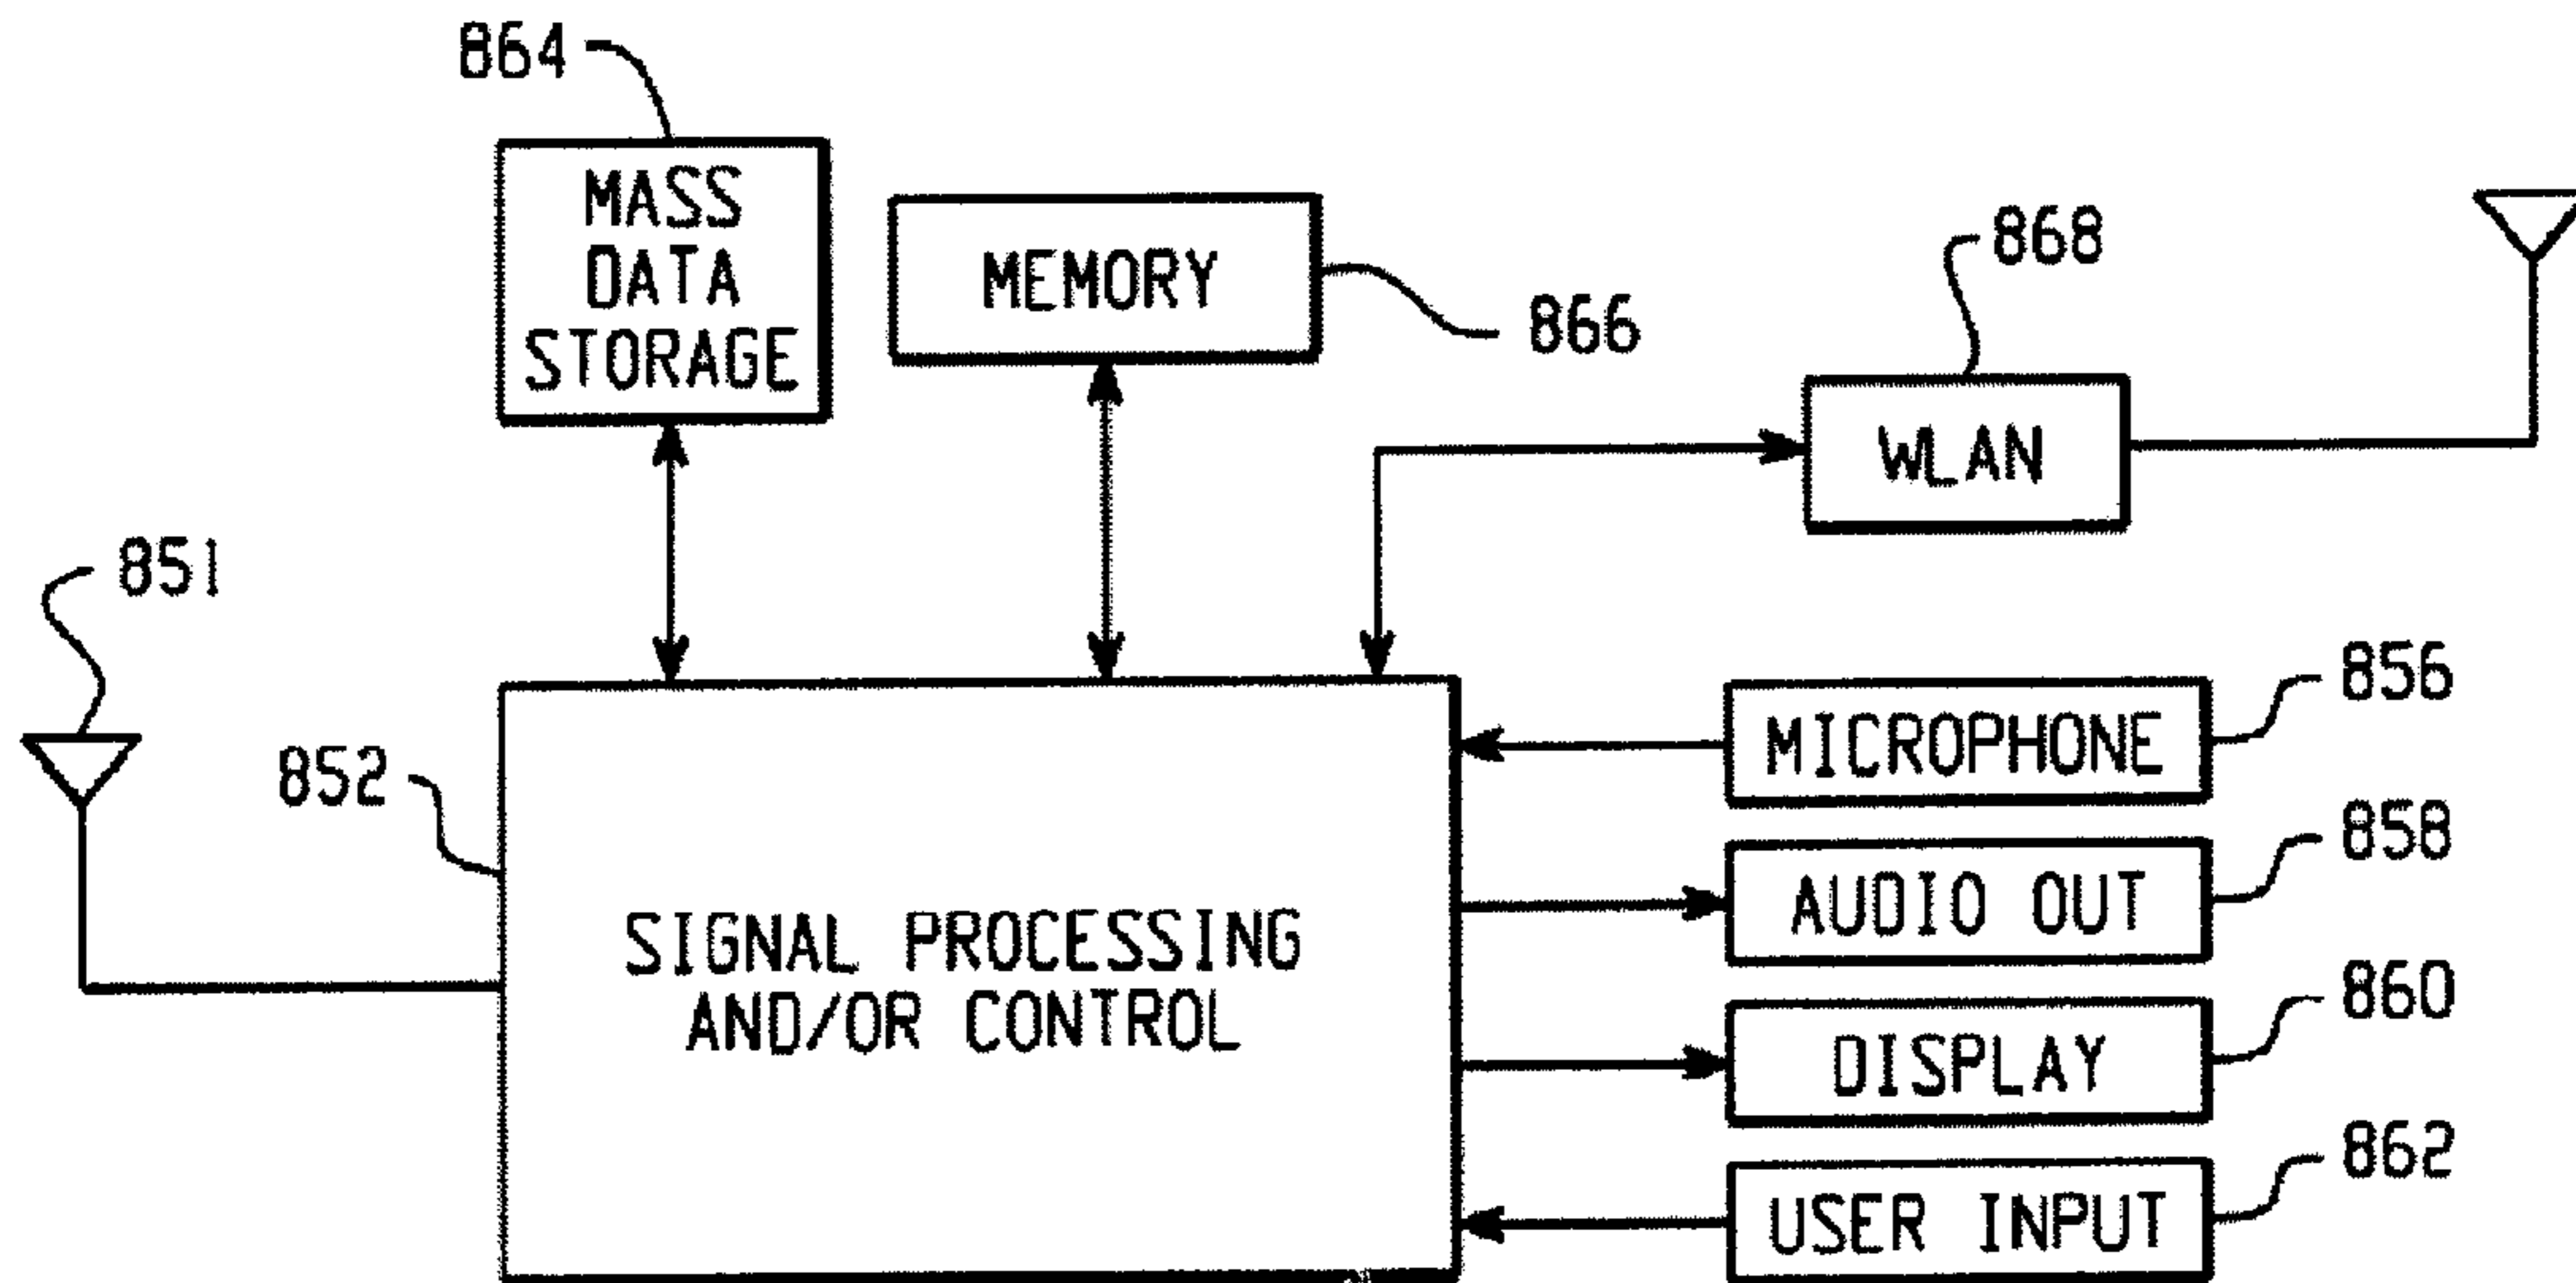 864
MASS
DATA
STORAGE
MEMORY
866
868
WLAN
851
852
SIGNAL PROCESSING
AND/OR CONTROL
MICROPHONE
856
AUDIO OUT
858
DISPLAY
860
USER INPUT
862